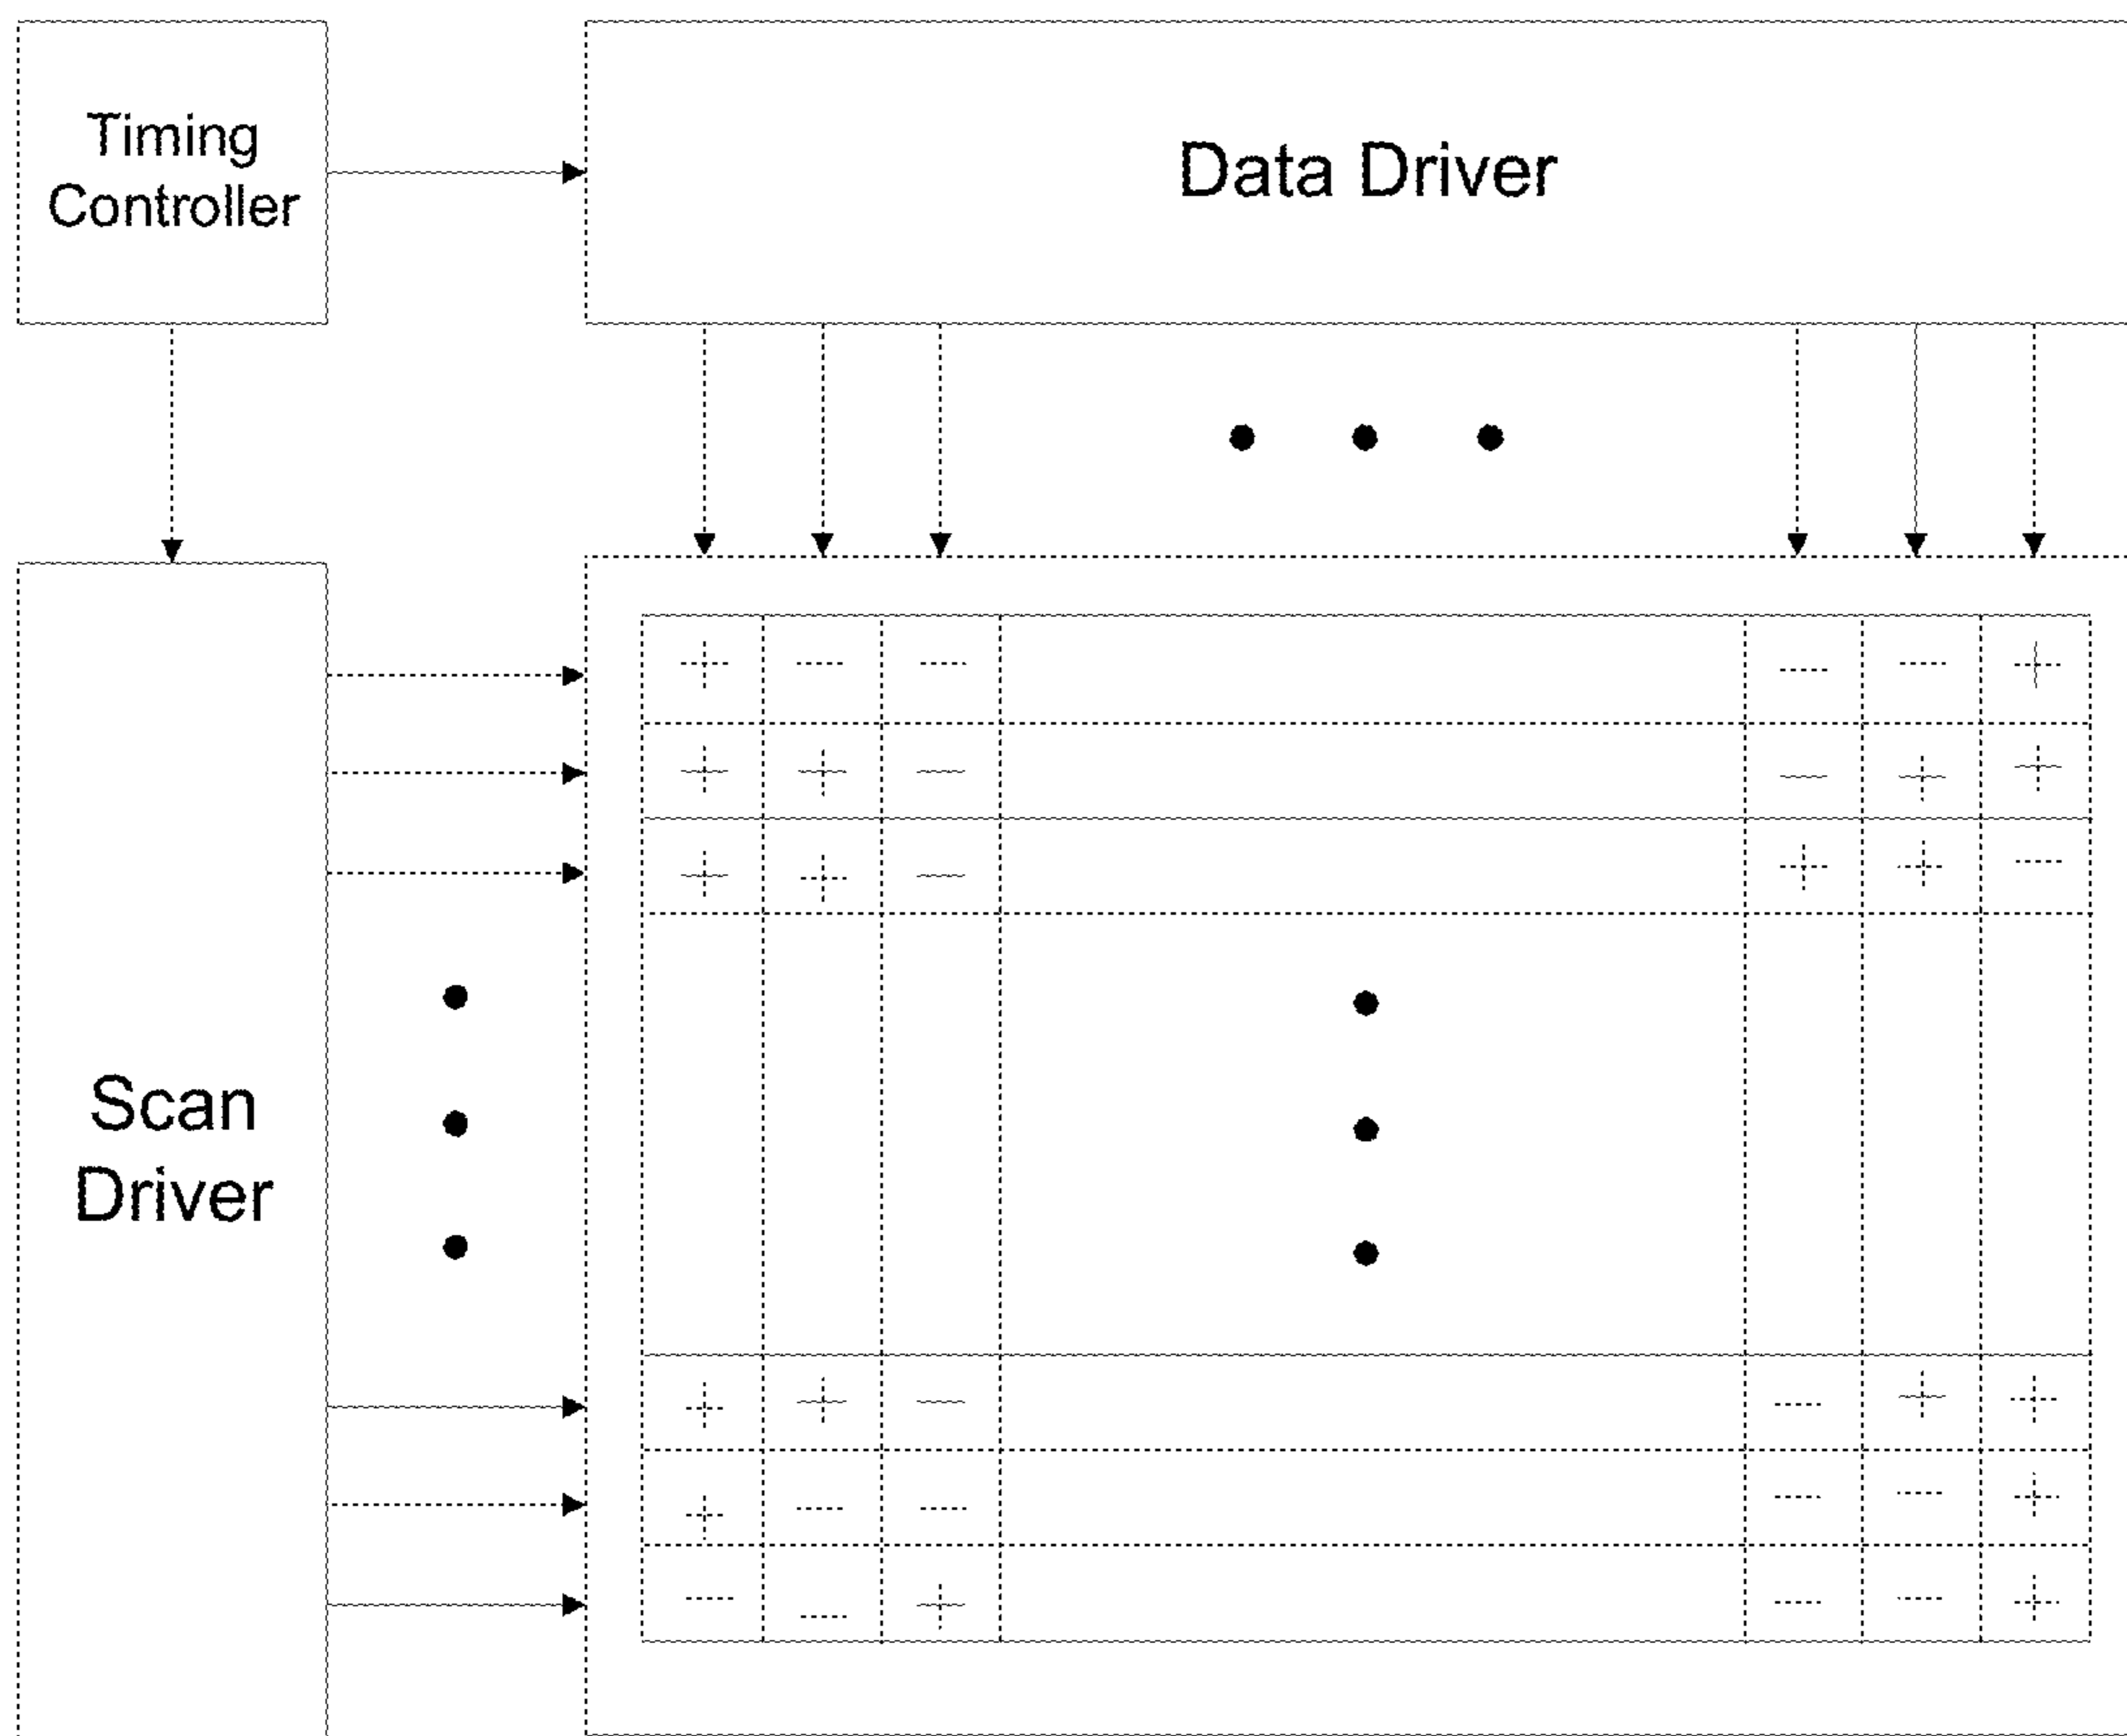 Timing
Controller
Data Driver
+ — — — — +
+ + — — + +
+ + — + + —
Scan
Driver
+ + — — + +
+ — — — — +
— — + — — +